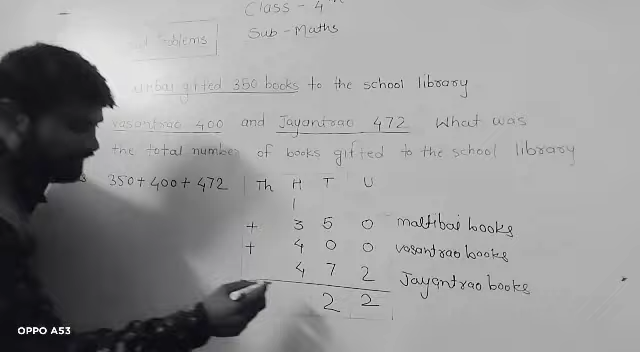 Class - 4
Sub - Maths
Problems
gifted 350 books to the school library
vasantrao 400 and Jayantrao 472 What was
the total number of books gifted to the school library
350 + 400 + 472 Th H T U
1
+ 3 5 0 maltibai books
+ 4 0 0 vasantrao books
4 7 2 Jayantrao books
2 2
OPPO A53